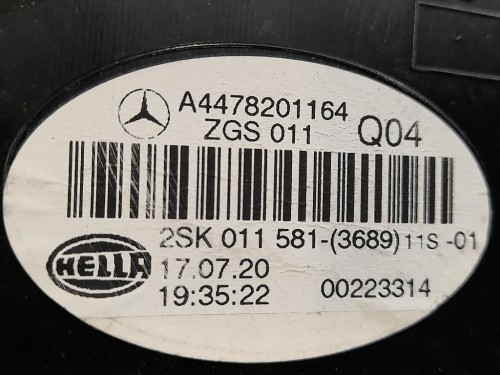 A4478201164
ZGS 011 Q04
2SK 011 581-(3689) 11S -01
HELLA 17.07.20
19:35:22 00223314